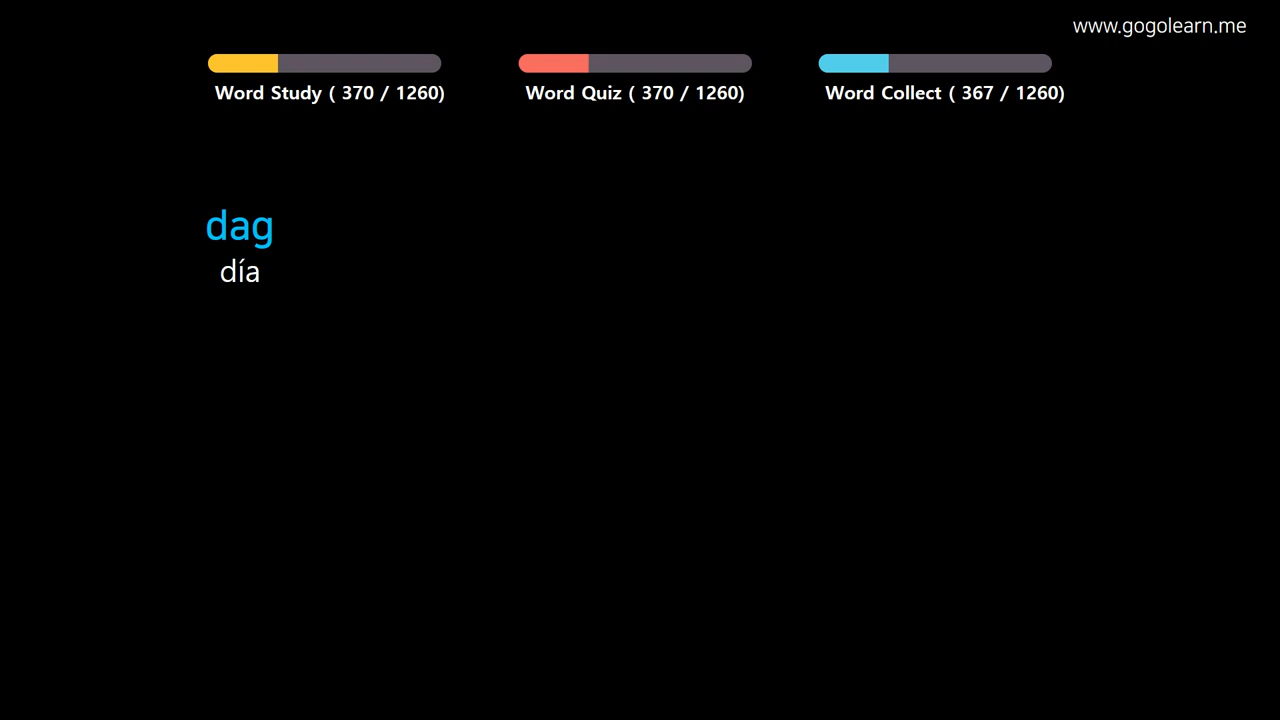 www.gogolearn.me
Word Study ( 370 / 1260)
Word Quiz ( 370 / 1260)
Word Collect ( 367 / 1260)
dag
día